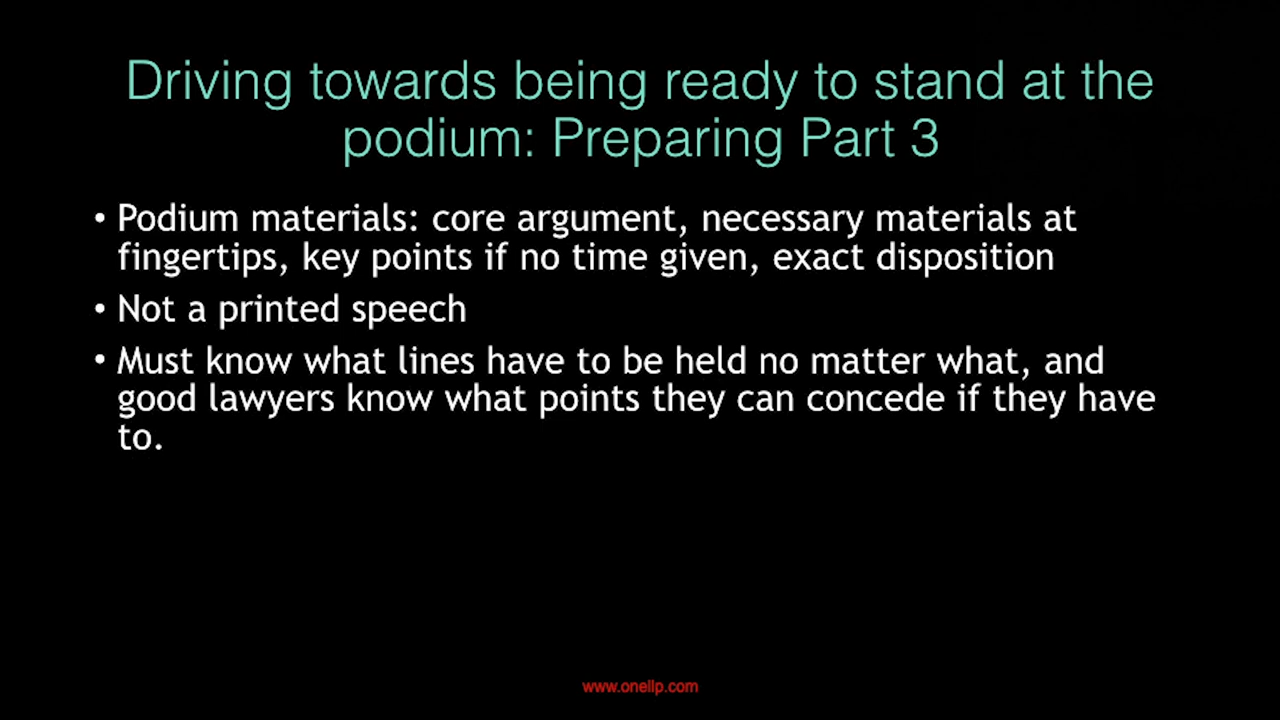 Driving towards being ready to stand at the
podium: Preparing Part 3
• Podium materials: core argument, necessary materials at
fingertips, key points if no time given, exact disposition
• Not a printed speech
• Must know what lines have to be held no matter what, and
good lawyers know what points they can concede if they have
to.
www.onellp.com